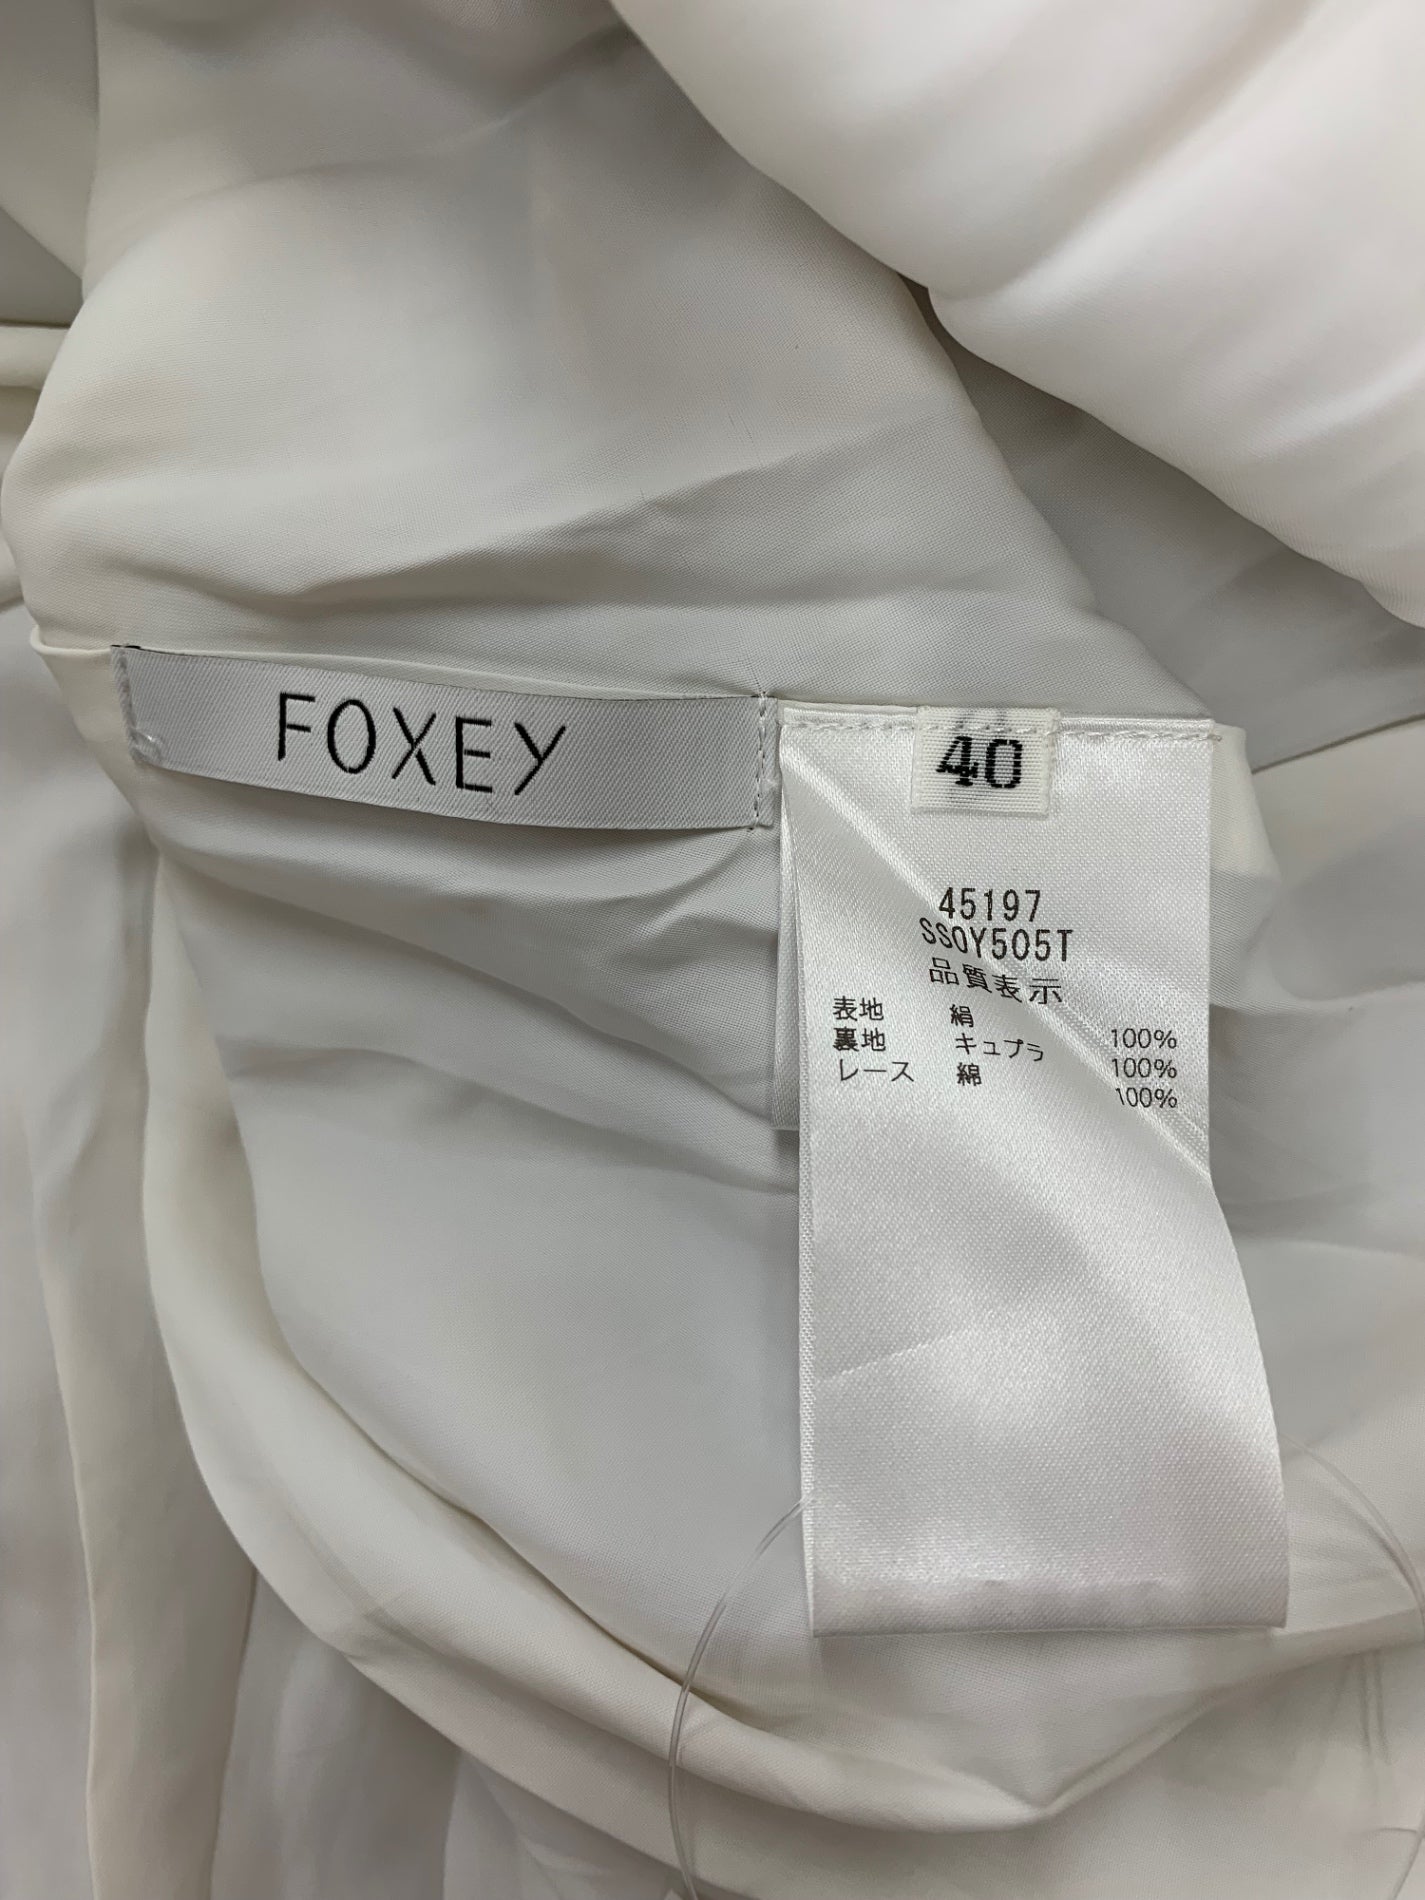 FOXEY
40
45197
SSOY505T
品質表示
表地 絹 100%
裏地 キュプラ 100%
レース 綿 100%